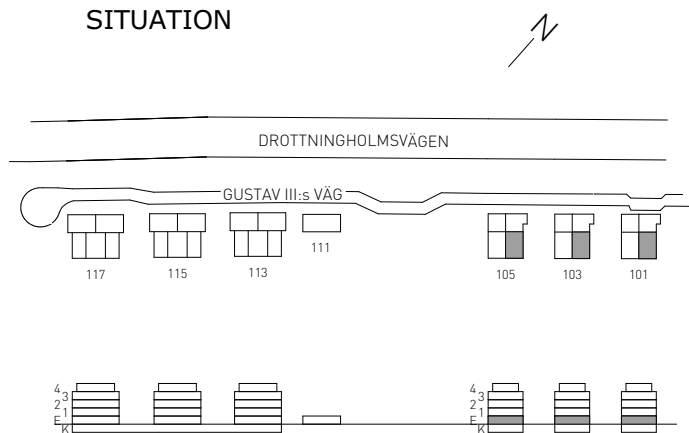 SITUATION
N
DROTTNINGHOLMSVÄGEN
GUSTAV III:s VÄG
117
115
113
111
105
103
101
4
3
2
1
E
K
4
3
2
1
E
K